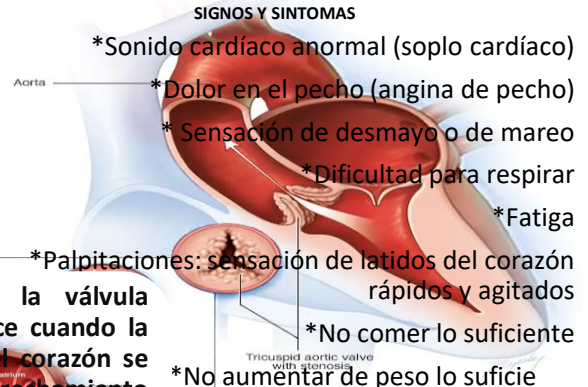 SIGNOS Y SINTOMAS
*Sonido cardíaco anormal (soplo cardíaco)
Aorta
*Dolor en el pecho (angina de pecho)
* Sensación de desmayo o de mareo
*Dificultad para respirar
*Fatiga
*Palpitaciones: sensación de latidos del corazón
rápidos y agitados
la válvula
ce cuando la
el corazón se
*No comer lo suficiente
Tricuspid aortic valve
with stenosis
*No aumentar de peso lo suficie